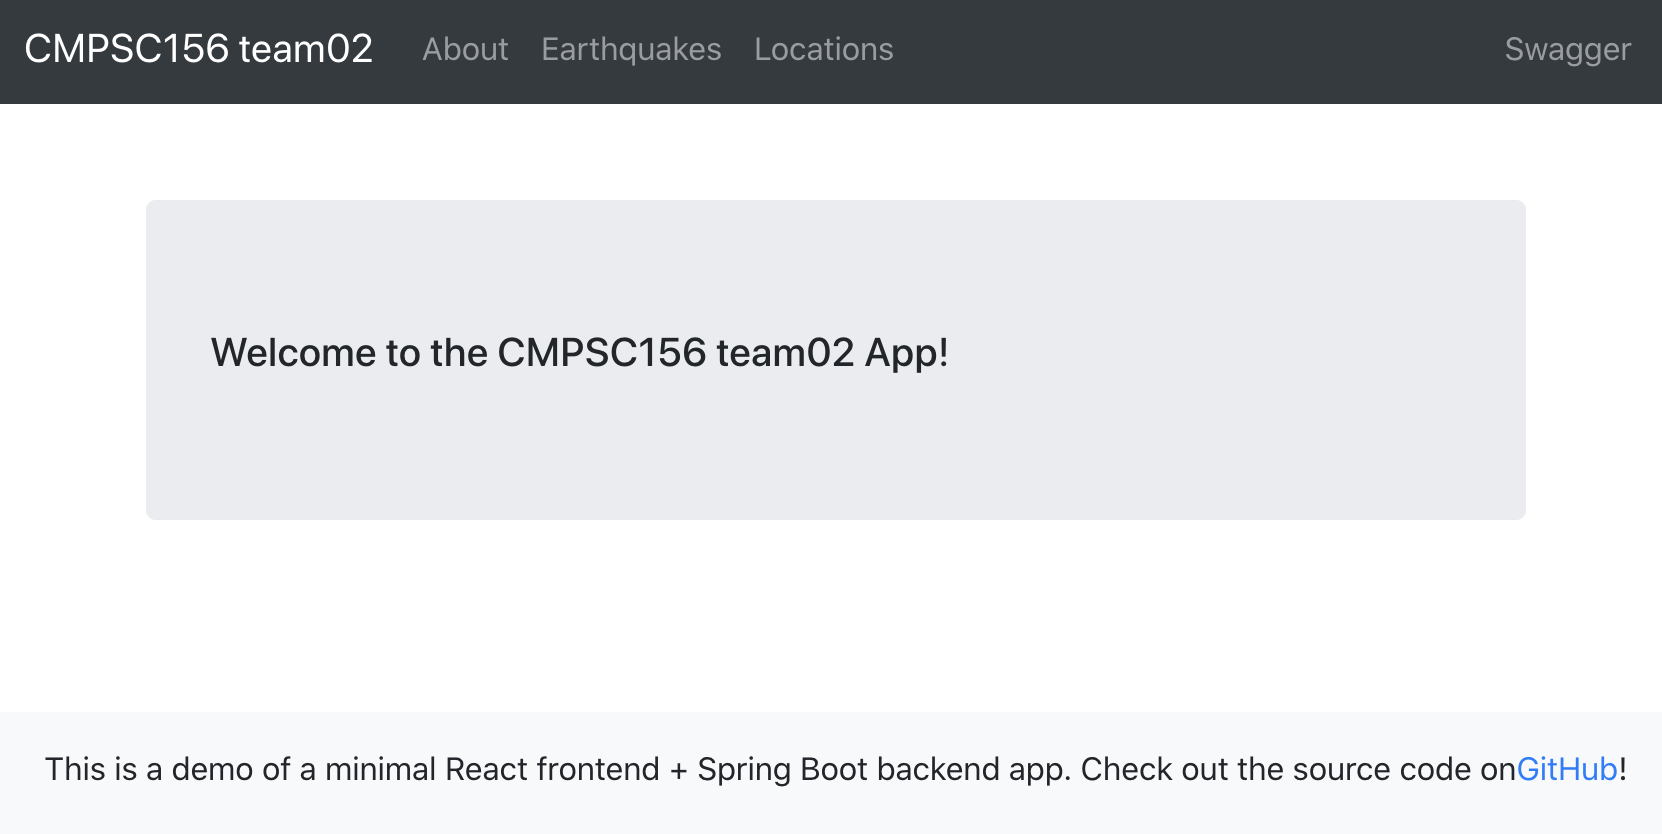 CMPSC156 team02 About Earthquakes Locations Swagger
Welcome to the CMPSC156 team02 App!
This is a demo of a minimal React frontend + Spring Boot backend app. Check out the source code onGitHub!